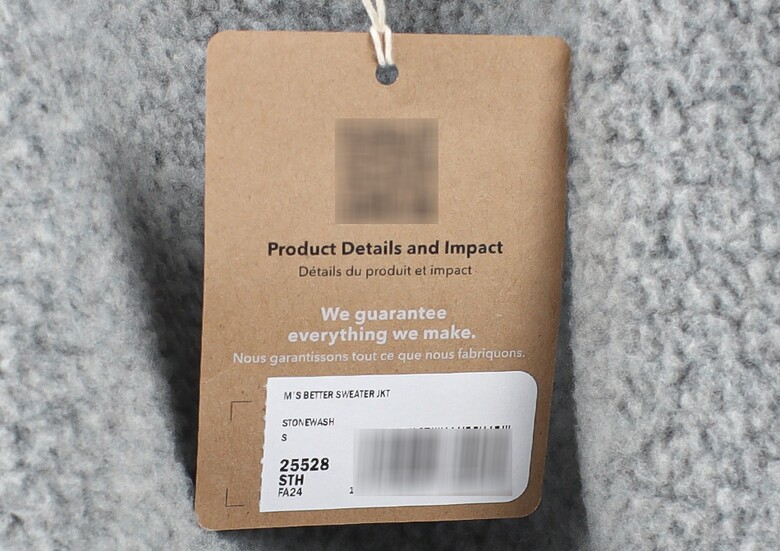 Product Details and Impact
Détails du produit et impact
We guarantee
everything we make.
Nous garantissons tout ce que nous fabriquons.
M'S BETTER SWEATER JKT
STONEWASH
S
25528
STH
FA24
1